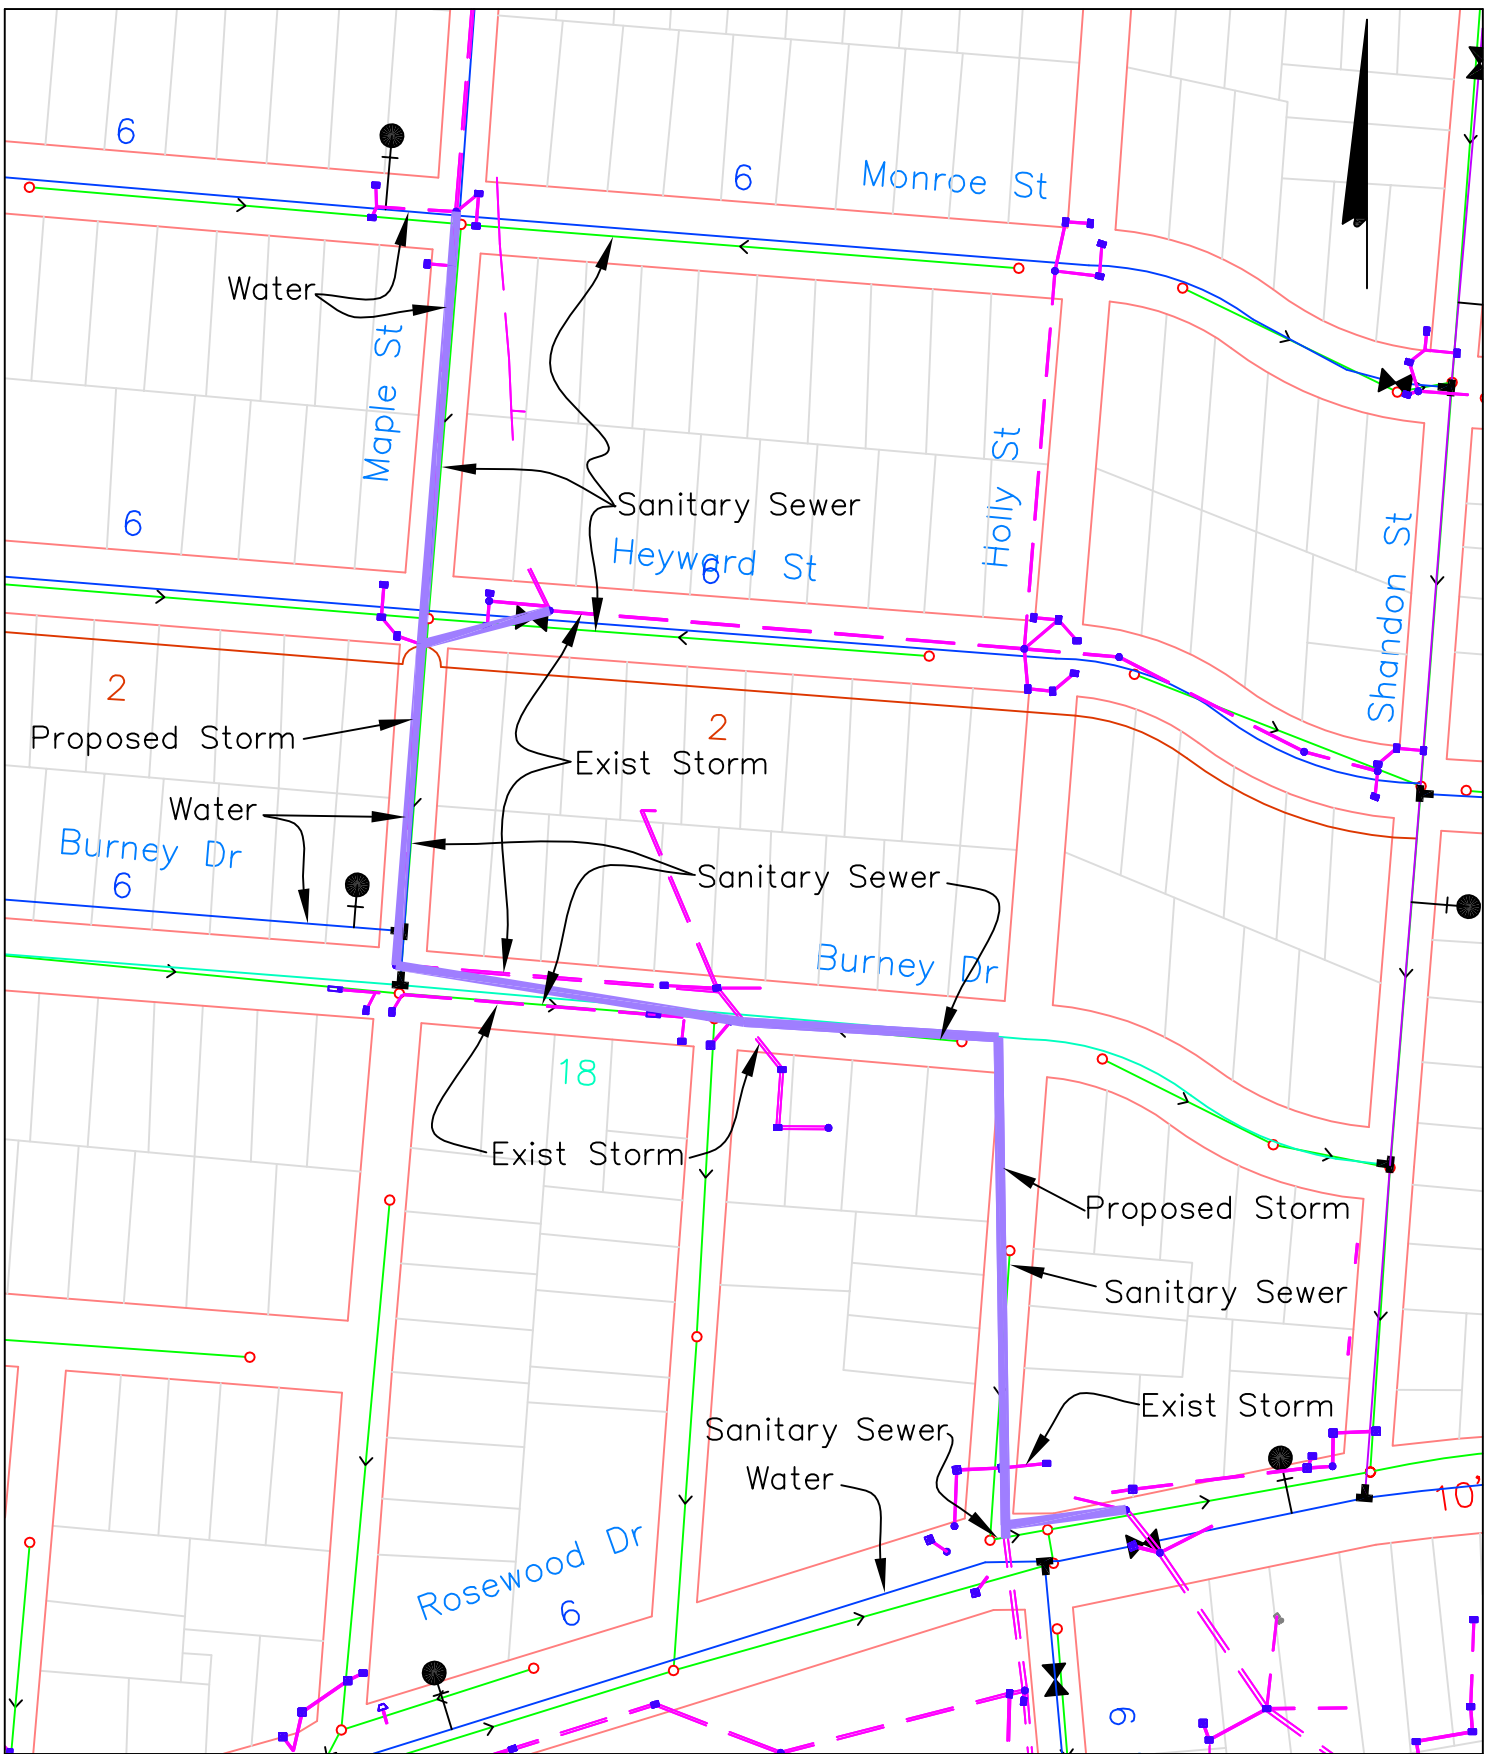 6
6
Monroe St
Water
Maple St
Holly St
Sanitary Sewer
6
Heyward St
6
Shandon St
2
2
Proposed Storm
Exist Storm
Water
Burney Dr
6
Sanitary Sewer
Burney Dr
18
Exist Storm
Proposed Storm
Sanitary Sewer
Exist Storm
Sanitary Sewer
Water
10'
Rosewood Dr
6
6